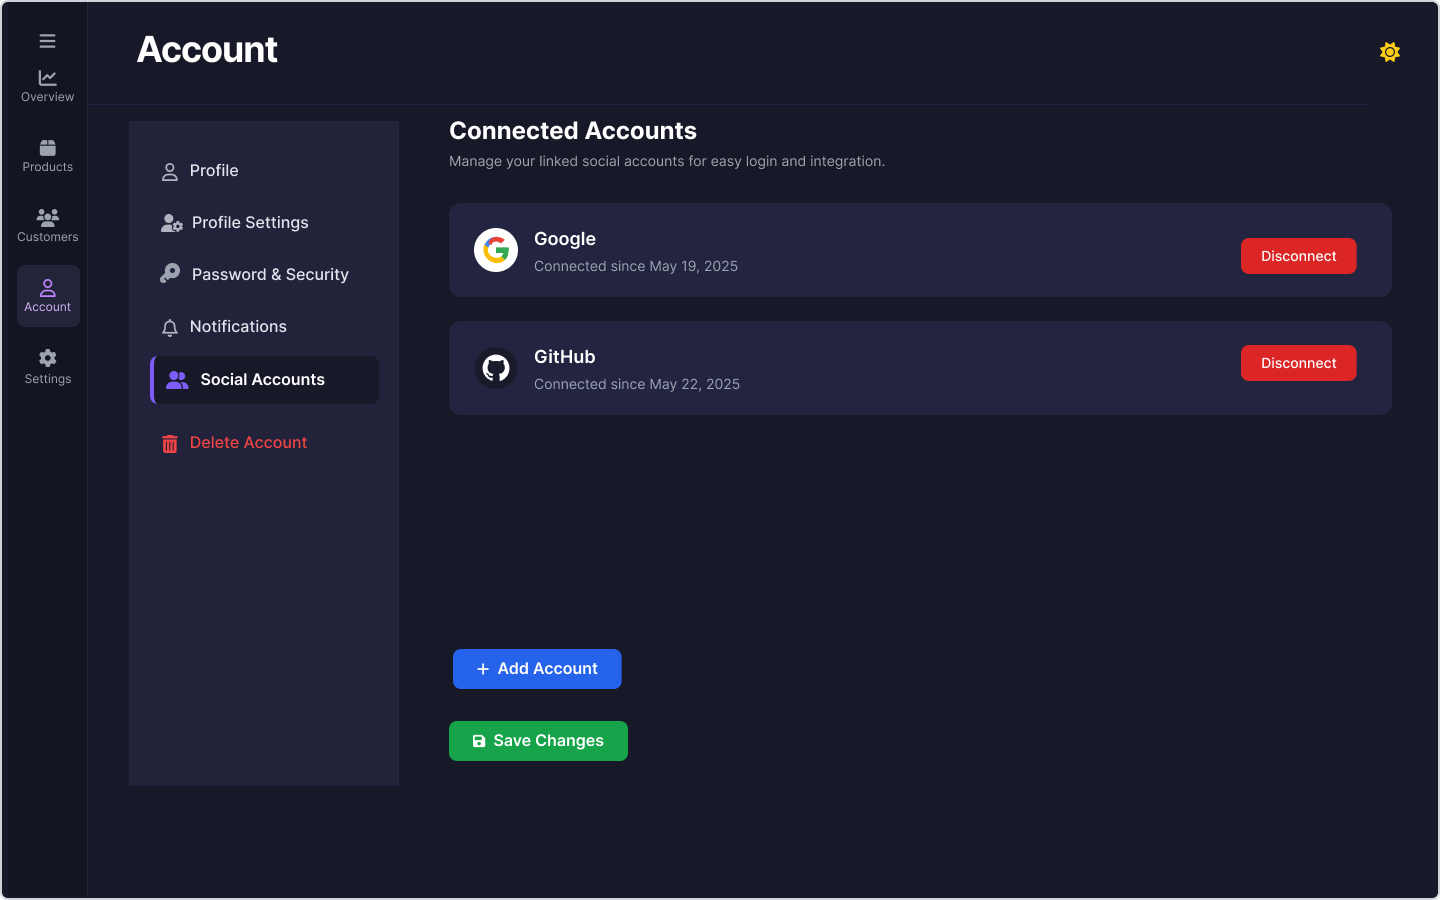 Account
Overview
Products
Customers
Account
Settings
Profile
Profile Settings
Password & Security
Notifications
Social Accounts
Delete Account
Connected Accounts
Manage your linked social accounts for easy login and integration.
Google
Connected since May 19, 2025
Disconnect
GitHub
Connected since May 22, 2025
Disconnect
+ Add Account
Save Changes